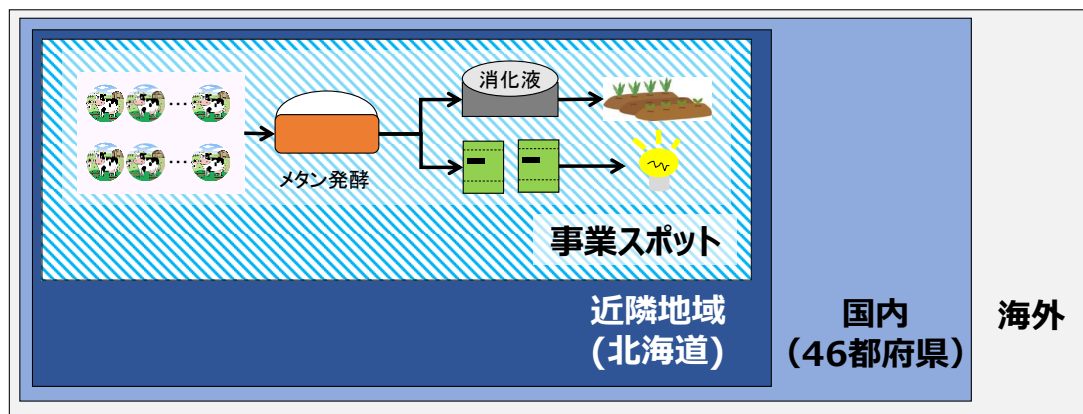 消化液
メタン発酵
事業スポット
近隣地域
(北海道)
国内
（46都府県）
海外